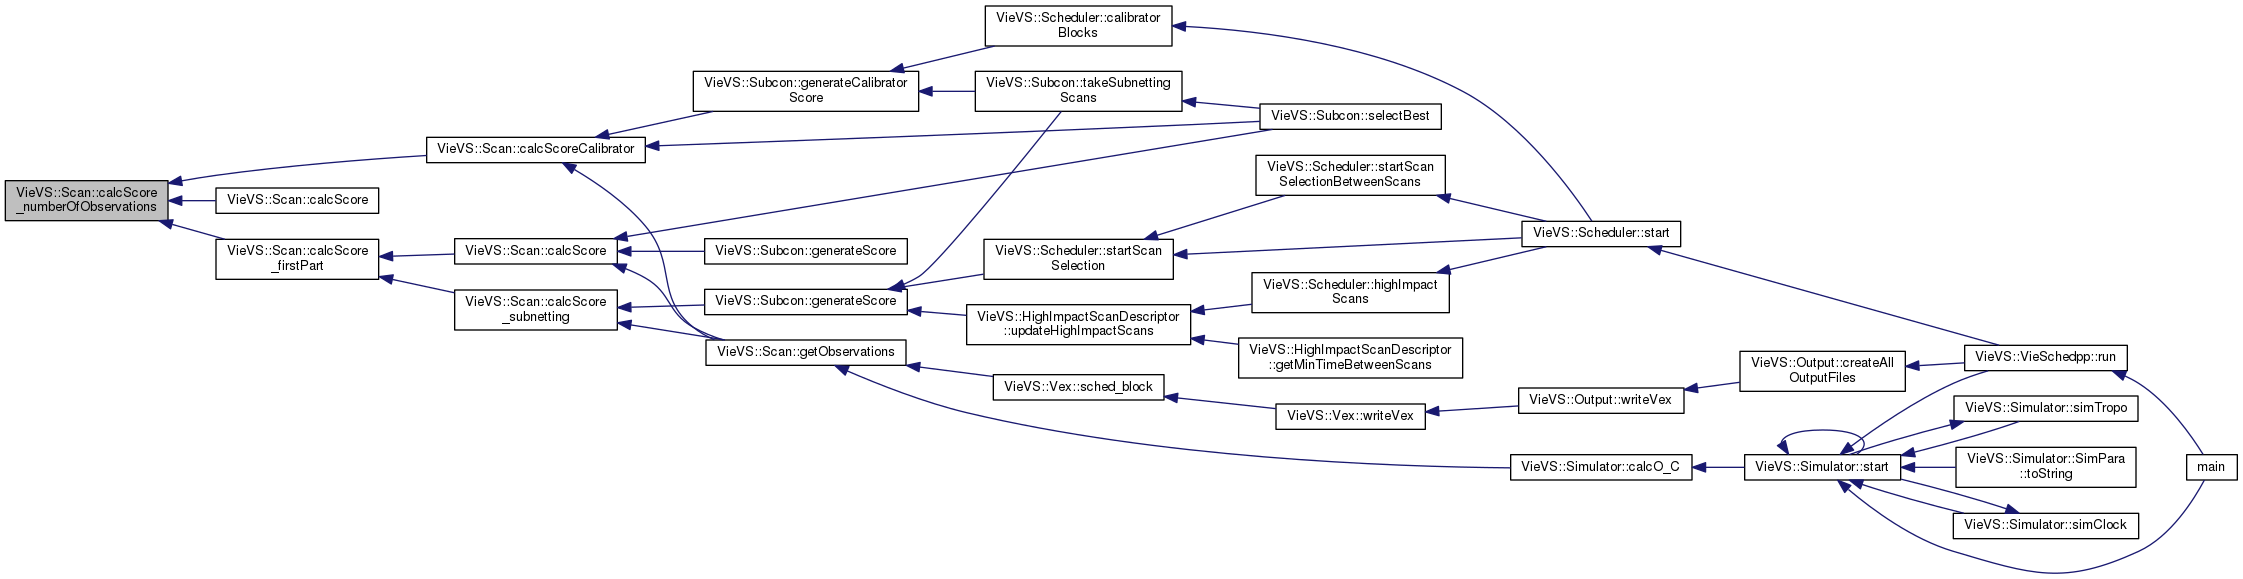 VieVS::Scan::calcScore
_numberOfObservations
VieVS::Scan::calcScoreCalibrator
VieVS::Scan::calcScore
VieVS::Scan::calcScore
_firstPart
VieVS::Subcon::generateCalibrator
Score
VieVS::Scheduler::calibrator
Blocks
VieVS::Subcon::takeSubnetting
Scans
VieVS::Subcon::selectBest
VieVS::Scan::calcScore
VieVS::Scan::calcScore
_subnetting
VieVS::Subcon::generateScore
VieVS::Subcon::generateScore
VieVS::Scan::getObservations
VieVS::Scheduler::startScan
Selection
VieVS::Scheduler::startScan
SelectionBetweenScans
VieVS::HighImpactScanDescriptor
::updateHighImpactScans
VieVS::Scheduler::highImpact
Scans
VieVS::HighImpactScanDescriptor
::getMinTimeBetweenScans
VieVS::Scheduler::start
VieVS::Vex::sched_block
VieVS::Vex::writeVex
VieVS::Output::writeVex
VieVS::Output::createAll
OutputFiles
VieVS::VieSchedpp::run
VieVS::Simulator::calcO_C
VieVS::Simulator::start
VieVS::Simulator::simTropo
VieVS::Simulator::SimPara
::toString
VieVS::Simulator::simClock
main